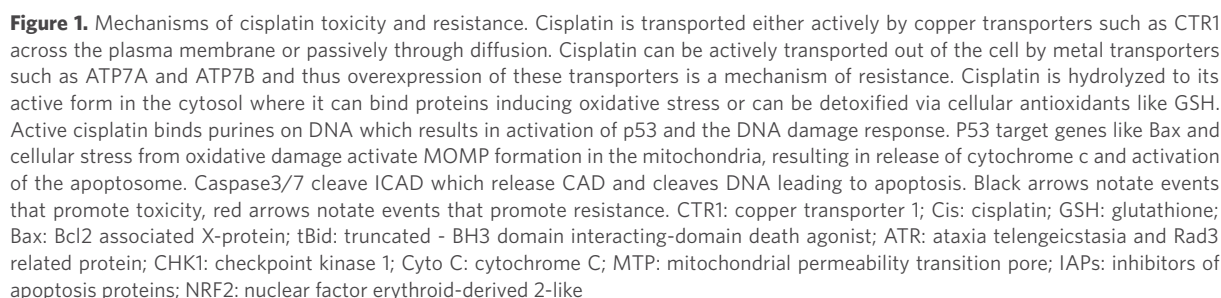 Figure 1. Mechanisms of cisplatin toxicity and resistance. Cisplatin is transported either actively by copper transporters such as CTR1
across the plasma membrane or passively through diffusion. Cisplatin can be actively transported out of the cell by metal transporters
such as ATP7A and ATP7B and thus overexpression of these transporters is a mechanism of resistance. Cisplatin is hydrolyzed to its
active form in the cytosol where it can bind proteins inducing oxidative stress or can be detoxified via cellular antioxidants like GSH.
Active cisplatin binds purines on DNA which results in activation of p53 and the DNA damage response. P53 target genes like Bax and
cellular stress from oxidative damage activate MOMP formation in the mitochondria, resulting in release of cytochrome c and activation
of the apoptosome. Caspase3/7 cleave ICAD which release CAD and cleaves DNA leading to apoptosis. Black arrows notate events
that promote toxicity, red arrows notate events that promote resistance. CTR1: copper transporter 1; Cis: cisplatin; GSH: glutathione;
Bax: Bcl2 associated X-protein; tBid: truncated - BH3 domain interacting-domain death agonist; ATR: ataxia telengeicstasia and Rad3
related protein; CHK1: checkpoint kinase 1; Cyto C: cytochrome C; MTP: mitochondrial permeability transition pore; IAPs: inhibitors of
apoptosis proteins; NRF2: nuclear factor erythroid-derived 2-like